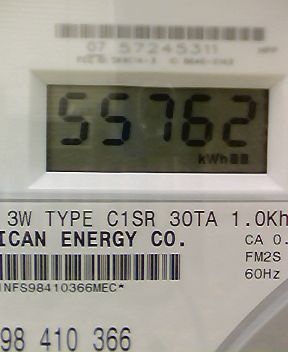 07 57245311
55762
kWh
3W TYPE C1SR 30TA 1.0Kh
ICAN ENERGY CO.
CA 0.
FM2S
60Hz
INFS98410366MEC*
98 410 366